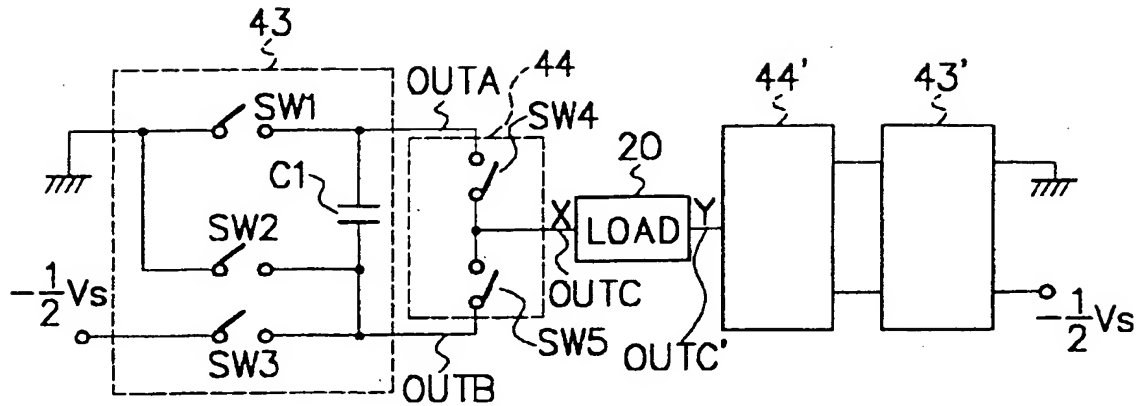 43
44
44'
43'
OUTA
SW1
SW4
C1
20
X
LOAD
Y
SW2
OUTC
-1/2Vs
SW5
OUTC'
-1/2Vs
SW3
OUTB